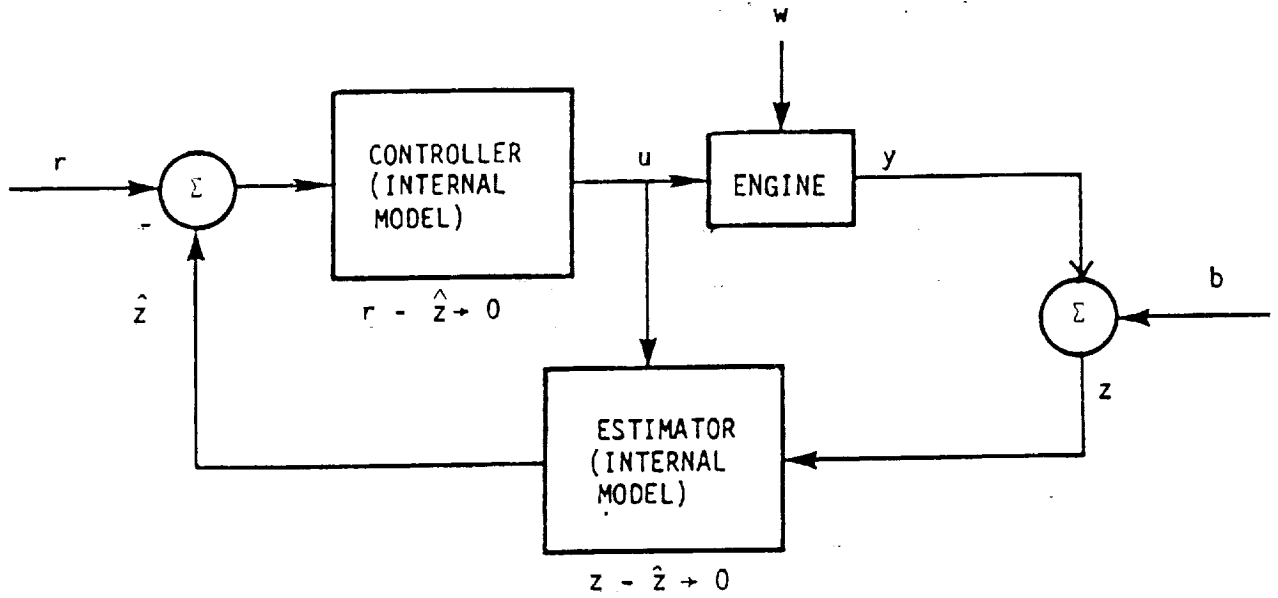 w
r
Σ
-
CONTROLLER
(INTERNAL
MODEL)
u
ENGINE
y
ẑ
r - ẑ → 0
b
Σ
z
ESTIMATOR
(INTERNAL
MODEL)
z - ẑ → 0